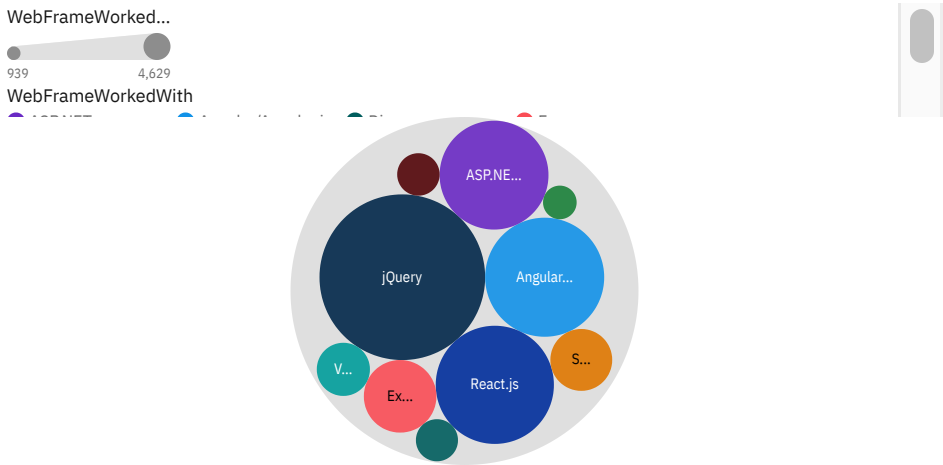 WebFrameWorked...
939 4,629
WebFrameWorkedWith
ASP.NE...
jQuery
Angular...
S...
V...
React.js
Ex...